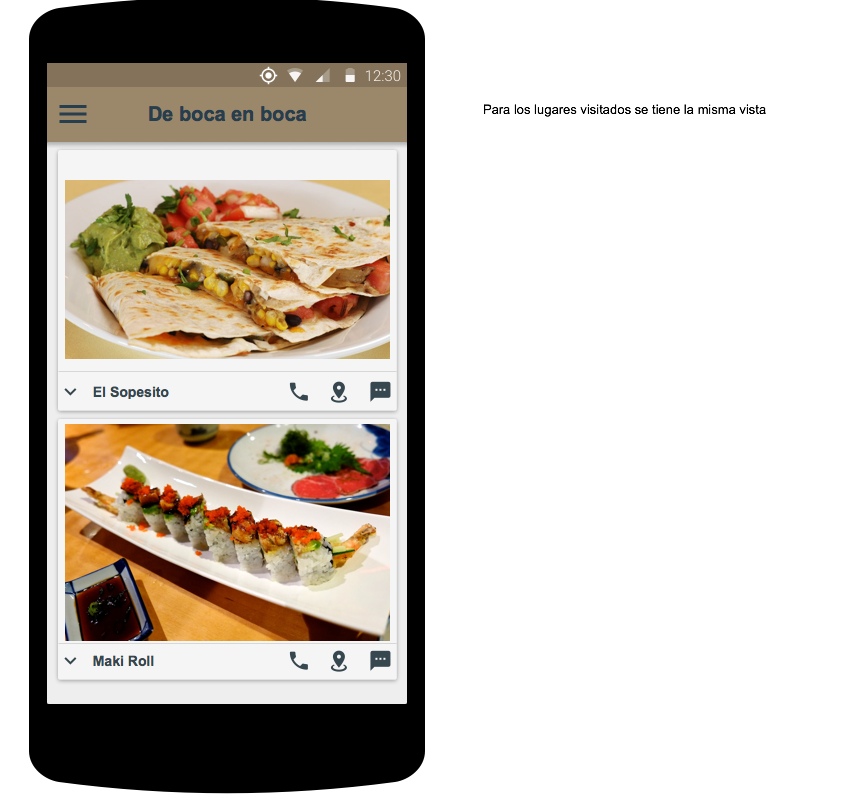 12:30
De boca en boca
Para los lugares visitados se tiene la misma vista
El Sopesito
Maki Roll